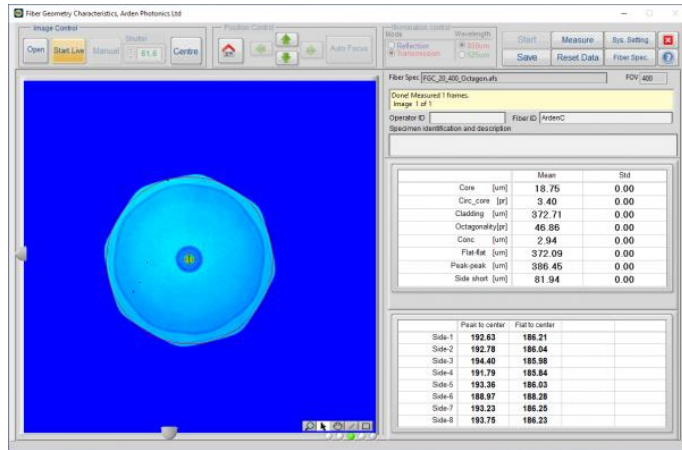 Fiber Geometry Characteristics, Arden Photonics Ltd
Image Control
Position Control
Illumination control
Shutter
Mode
Wavelength
Open
Start Live
Manual
61.6
Centre
Auto Focus
Reflection
Transmission
Start
Measure
Sys. Setting
Save
Reset Data
Fiber Spec.
Fiber Spec FGC_20_400_Octagon.afs
FOV 400
Done! Measured 1 frames.
Image 1 of 1
Operator ID
Fiber ID ArdenC
Specimen identification and description
Mean Std
Core [um] 18.75 0.00
Circ_core [pr] 3.40 0.00
Cladding [um] 372.71 0.00
Octagonality[pr] 46.86 0.00
Conc [um] 2.94 0.00
Flat-flat [um] 372.09 0.00
Peak-peak [um] 386.45 0.00
Side short [um] 81.94 0.00
Peak to center Flat to center
Side-1 192.63 186.21
Side-2 192.78 186.04
Side-3 194.40 185.98
Side-4 191.79 185.84
Side-5 193.36 186.03
Side-6 188.97 188.28
Side-7 193.23 186.25
Side-8 193.75 186.23